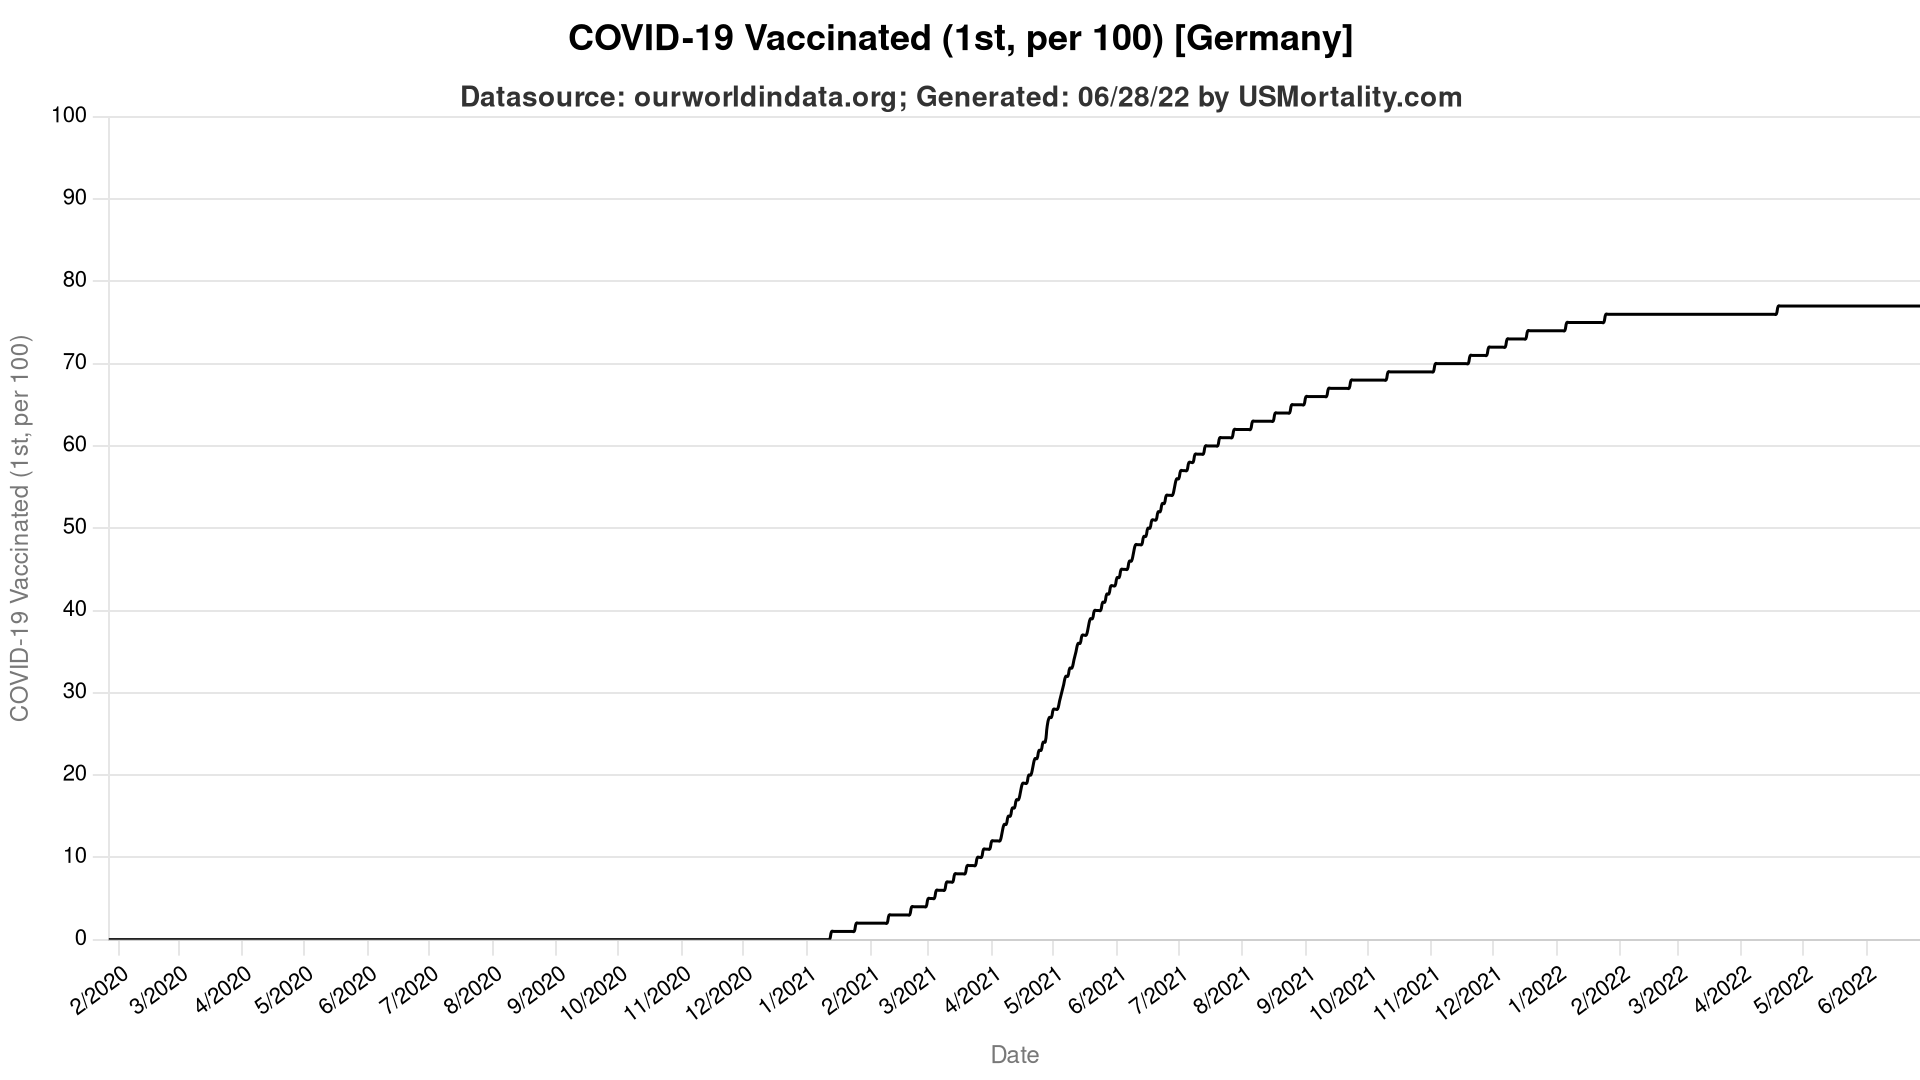 COVID-19 Vaccinated (1st, per 100) [Germany]
Datasource: ourworldindata.org; Generated: 06/28/22 by USMortality.com
COVID-19 Vaccinated (1st, per 100)
100
90
80
70
60
50
40
30
20
10
0
2/2020 3/2020 4/2020 5/2020 6/2020 7/2020 8/2020 9/2020 10/2020 11/2020 12/2020 1/2021 2/2021 3/2021 4/2021 5/2021 6/2021 7/2021 8/2021 9/2021 10/2021 11/2021 12/2021 1/2022 2/2022 3/2022 4/2022 5/2022 6/2022
Date